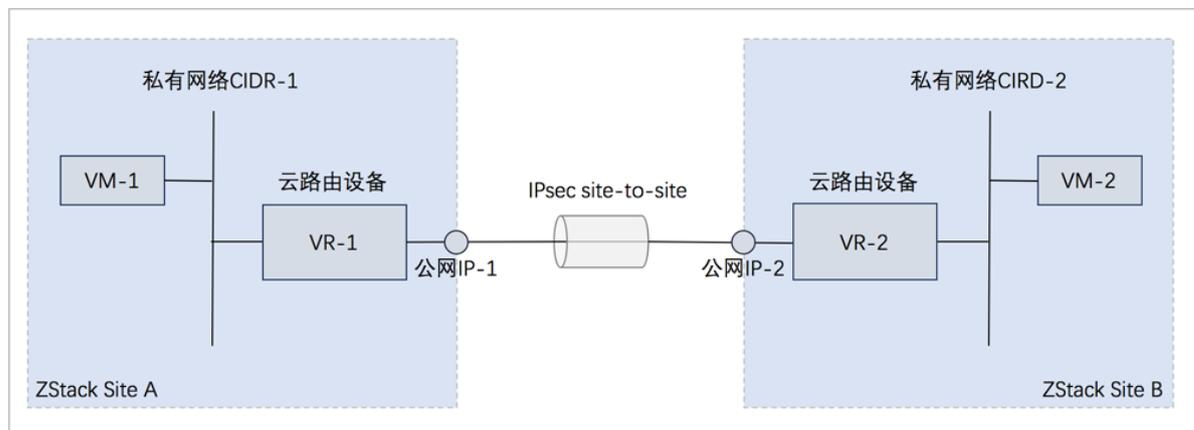 私有网络CIDR-1
私有网络CIRD-2
VM-1
云路由设备
IPsec site-to-site
云路由设备
VM-2
VR-1
VR-2
公网IP-1
公网IP-2
ZStack Site A
ZStack Site B